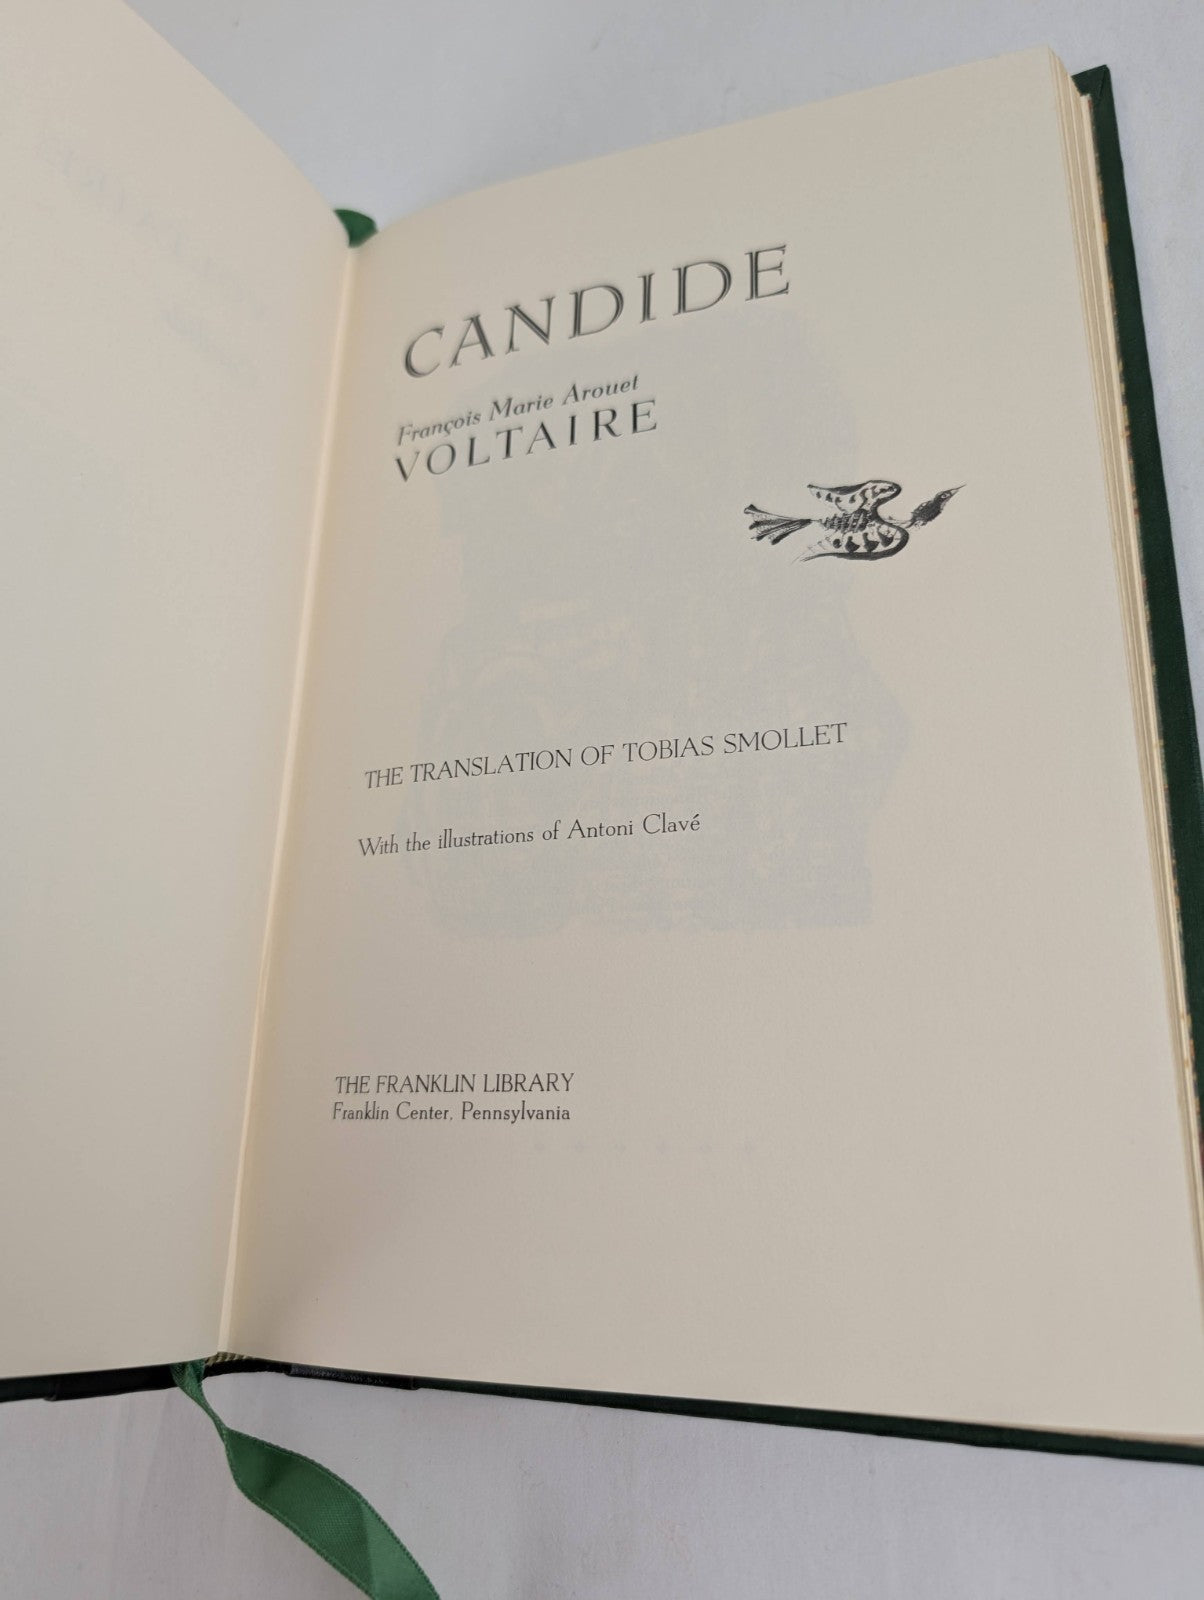 CANDIDE
François Marie Arouet
VOLTAIRE
THE TRANSLATION OF TOBIAS SMOLLET
With the illustrations of Antoni Clavé
THE FRANKLIN LIBRARY
Franklin Center, Pennsylvania